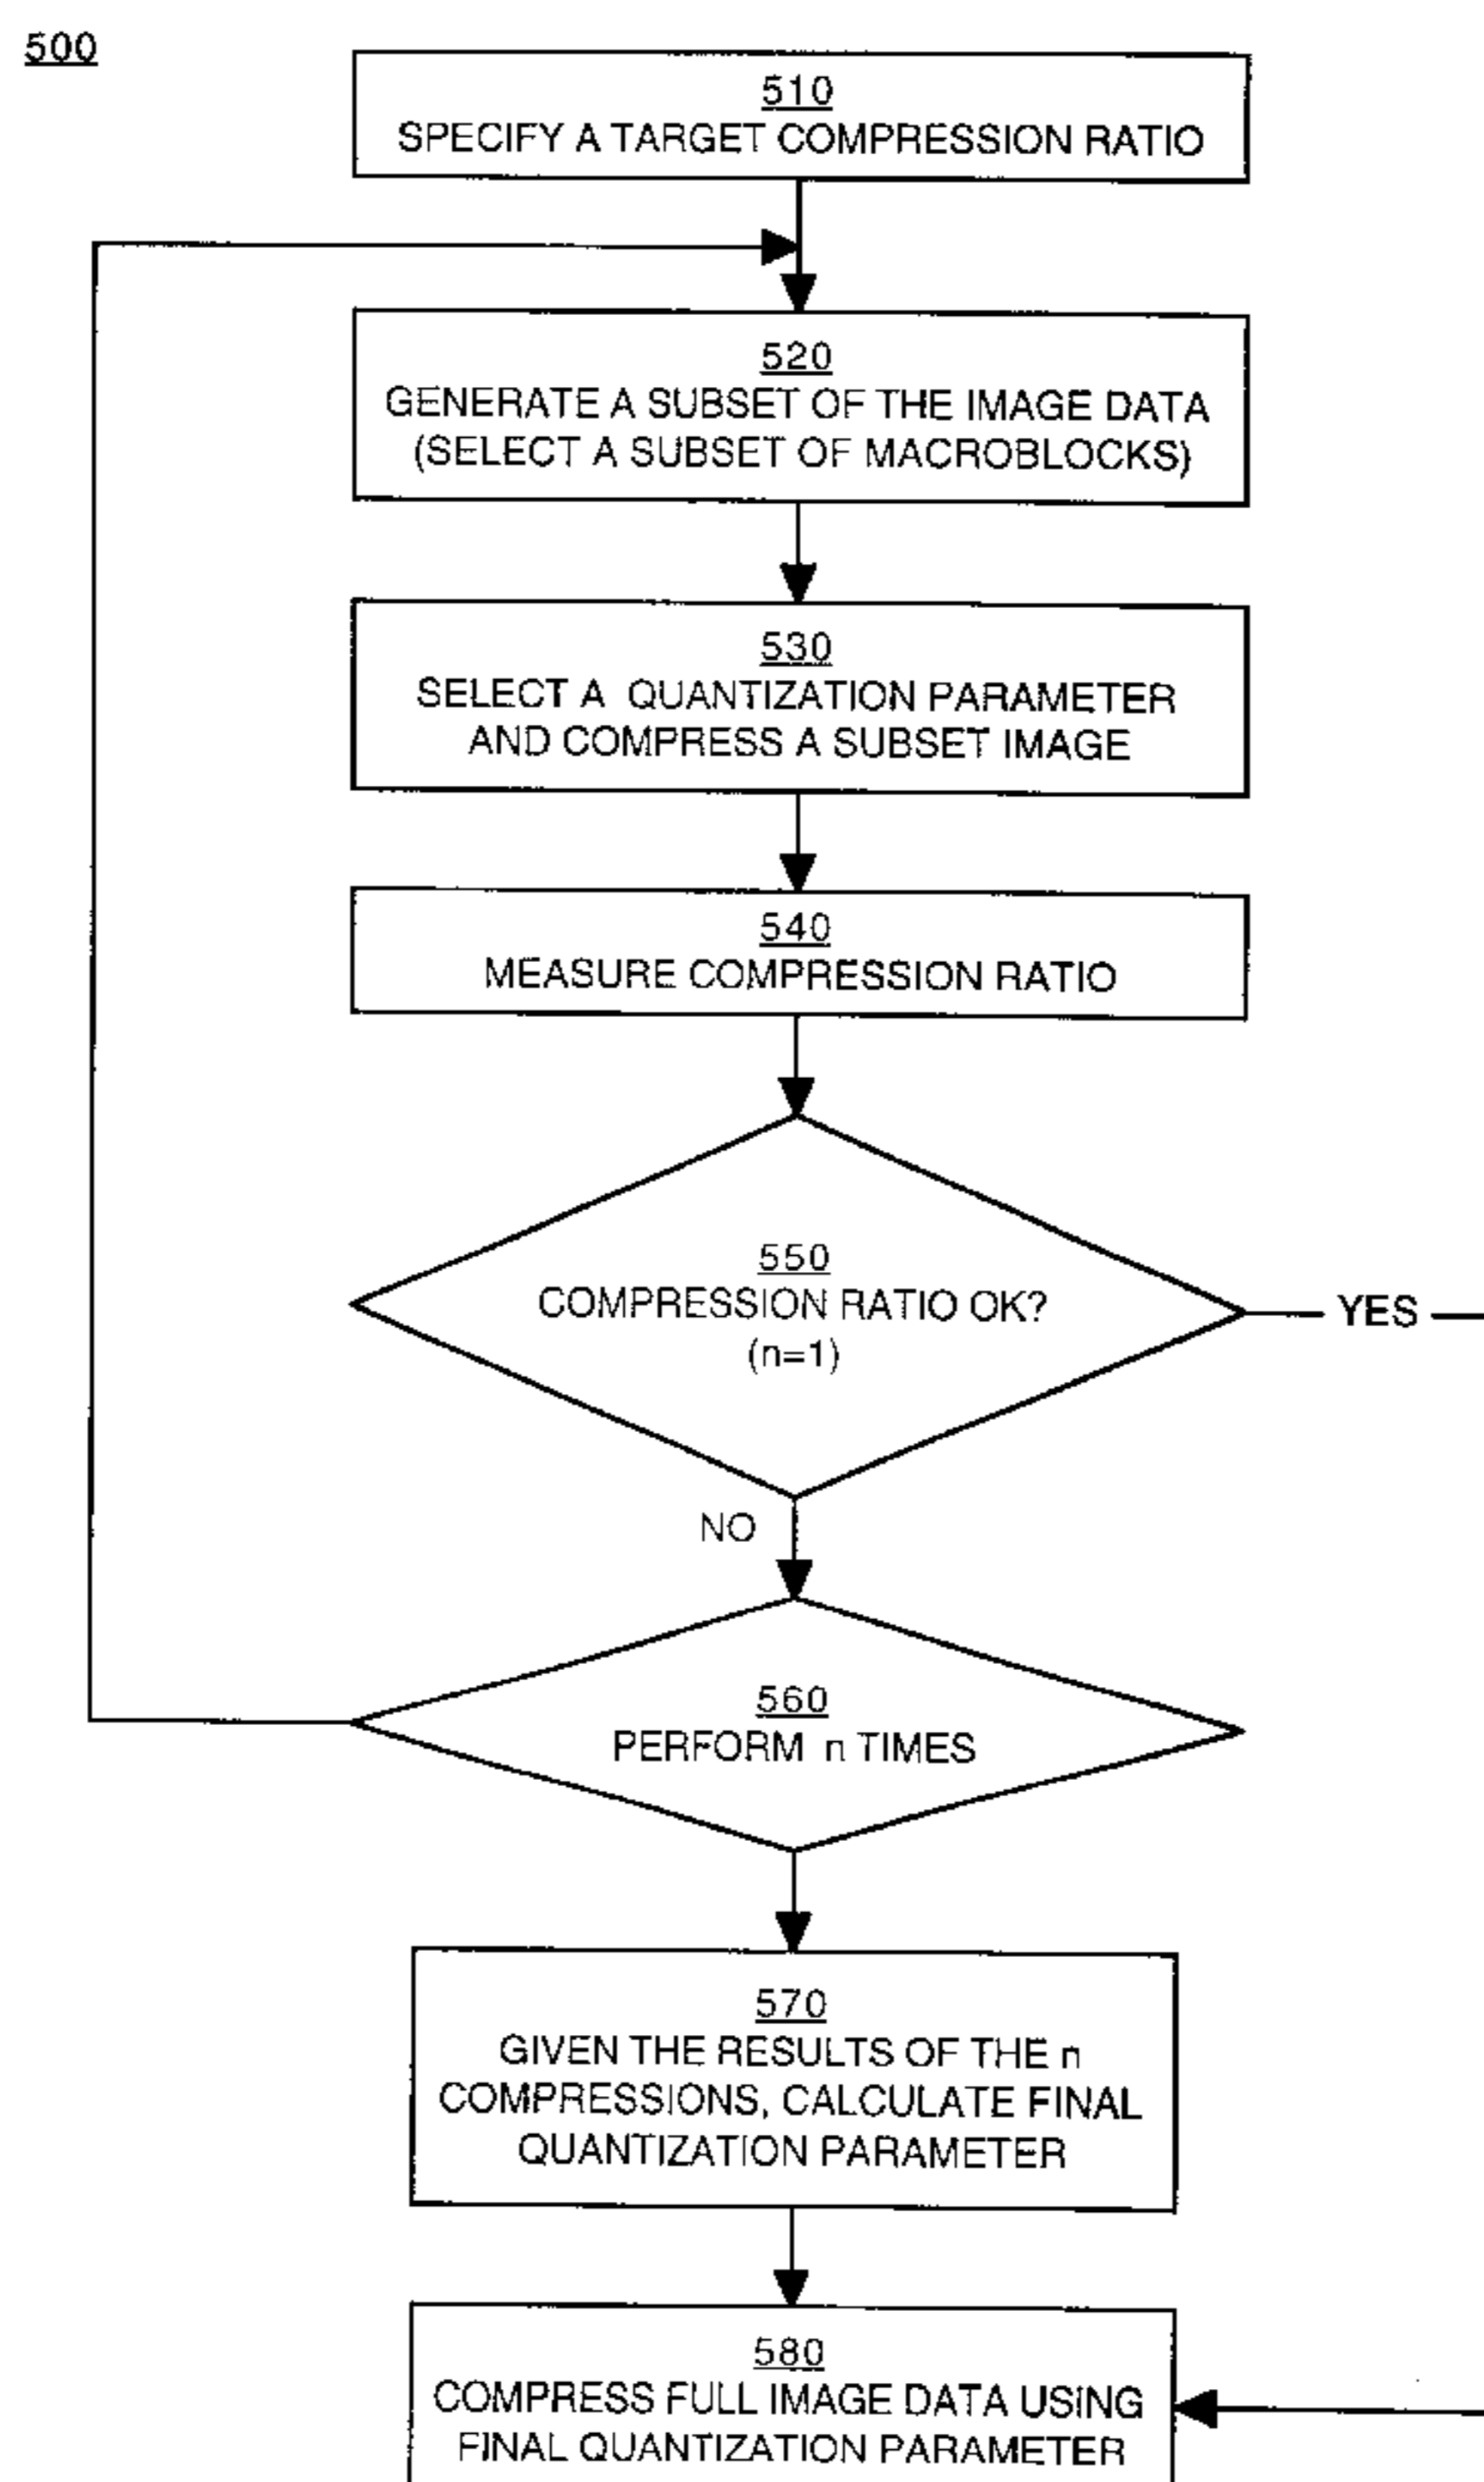 500
510
SPECIFY A TARGET COMPRESSION RATIO
520
GENERATE A SUBSET OF THE IMAGE DATA
(SELECT A SUBSET OF MACROBLOCKS)
530
SELECT A QUANTIZATION PARAMETER
AND COMPRESS A SUBSET IMAGE
540
MEASURE COMPRESSION RATIO
550
COMPRESSION RATIO OK?
(n=1)
YES
NO
560
PERFORM n TIMES
570
GIVEN THE RESULTS OF THE n
COMPRESSIONS, CALCULATE FINAL
QUANTIZATION PARAMETER
580
COMPRESS FULL IMAGE DATA USING
FINAL QUANTIZATION PARAMETER